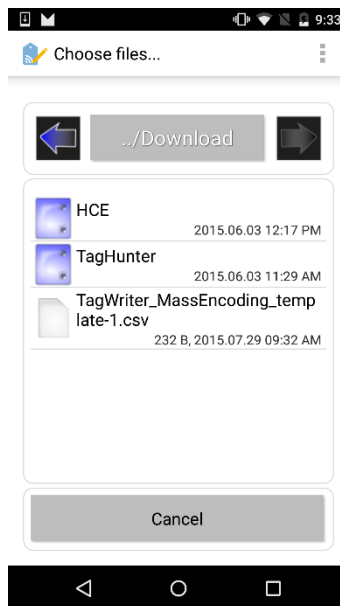 9:33
Choose files...
../Download
HCE
2015.06.03 12:17 PM
TagHunter
2015.06.03 11:29 AM
TagWriter_MassEncoding_temp
late-1.csv
232 B, 2015.07.29 09:32 AM
Cancel